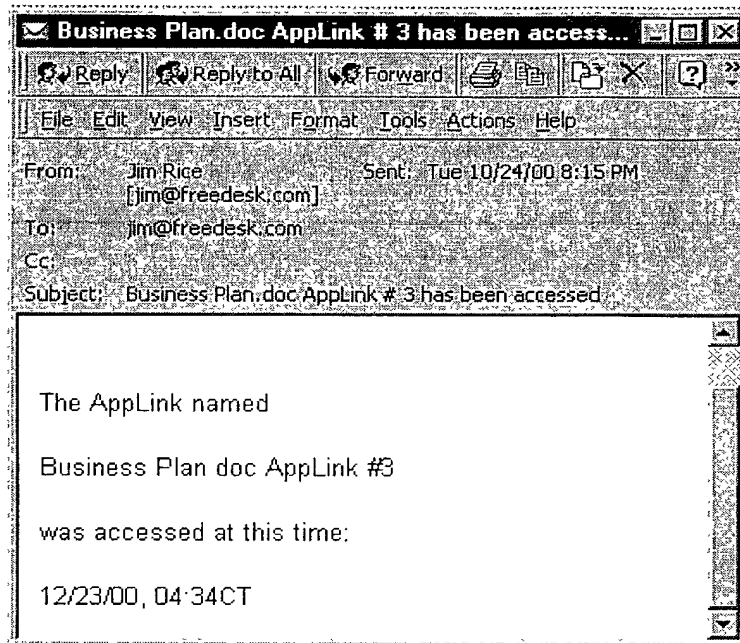 Business Plan.doc AppLink # 3 has been access...
Reply Reply to All Forward
File Edit View Insert Format Tools Actions Help
From: Jim Rice Sent: Tue 10/24/00 8:15 PM
[jim@freedesk.com]
To: jim@freedesk.com
Cc:
Subject: Business Plan.doc AppLink # 3 has been accessed
The AppLink named
Business Plan doc AppLink #3
was accessed at this time:
12/23/00, 04:34CT